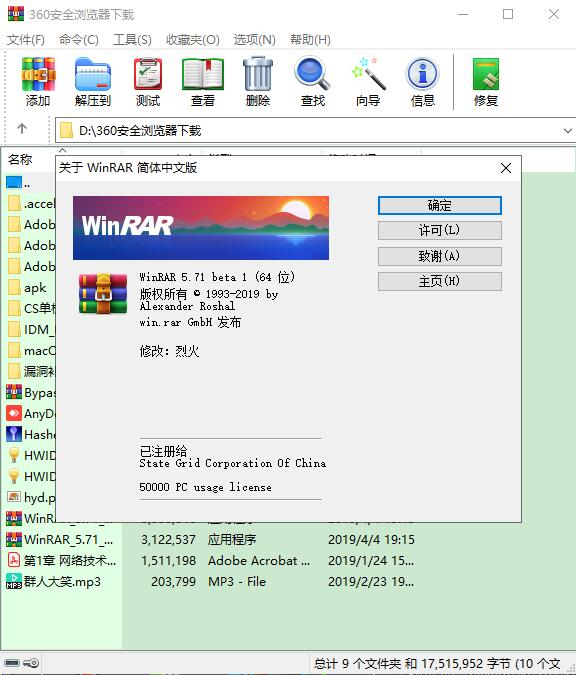 360安全浏览器下载
文件(F) 命令(C) 工具(S) 收藏夹(O) 选项(N) 帮助(H)
添加 解压到 测试 查看 删除 查找 向导 信息 修复
D:\360安全浏览器下载
名称
关于 WinRAR 简体中文版
WinRAR
确定
许可(L)
致谢(A)
主页(H)
WinRAR 5.71 beta 1 (64 位)
版权所有 © 1993-2019 by
Alexander Roshal
win.rar GmbH 发布
修改: 烈火
已注册给
State Grid Corporation Of China
50000 PC usage license
..
.accel
Adob
Adob
Adob
apk
CS单机
IDM_
macO
漏洞补
Bypas
AnyDe
Hashe
HWID
HWID
hyd.p
WinRAR_5.71_... 3,122,537 应用程序 2019/4/4 19:15
第1章 网络技术... 1,511,198 Adobe Acrobat ... 2019/1/24 15...
群人大笑.mp3 203,799 MP3 - File 2019/2/23 19...
总计 9 个文件夹 和 17,515,952 字节 (10 个文